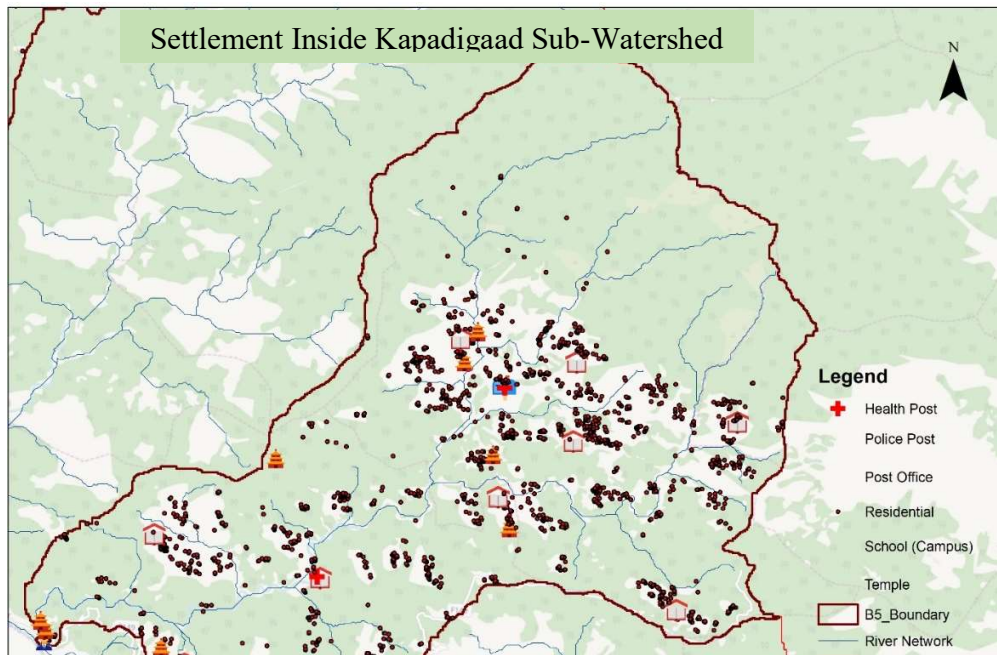 Settlement Inside Kapadigaad Sub-Watershed
N
Legend
Health Post
Police Post
Post Office
Residential
School (Campus)
Temple
B5_Boundary
River Network